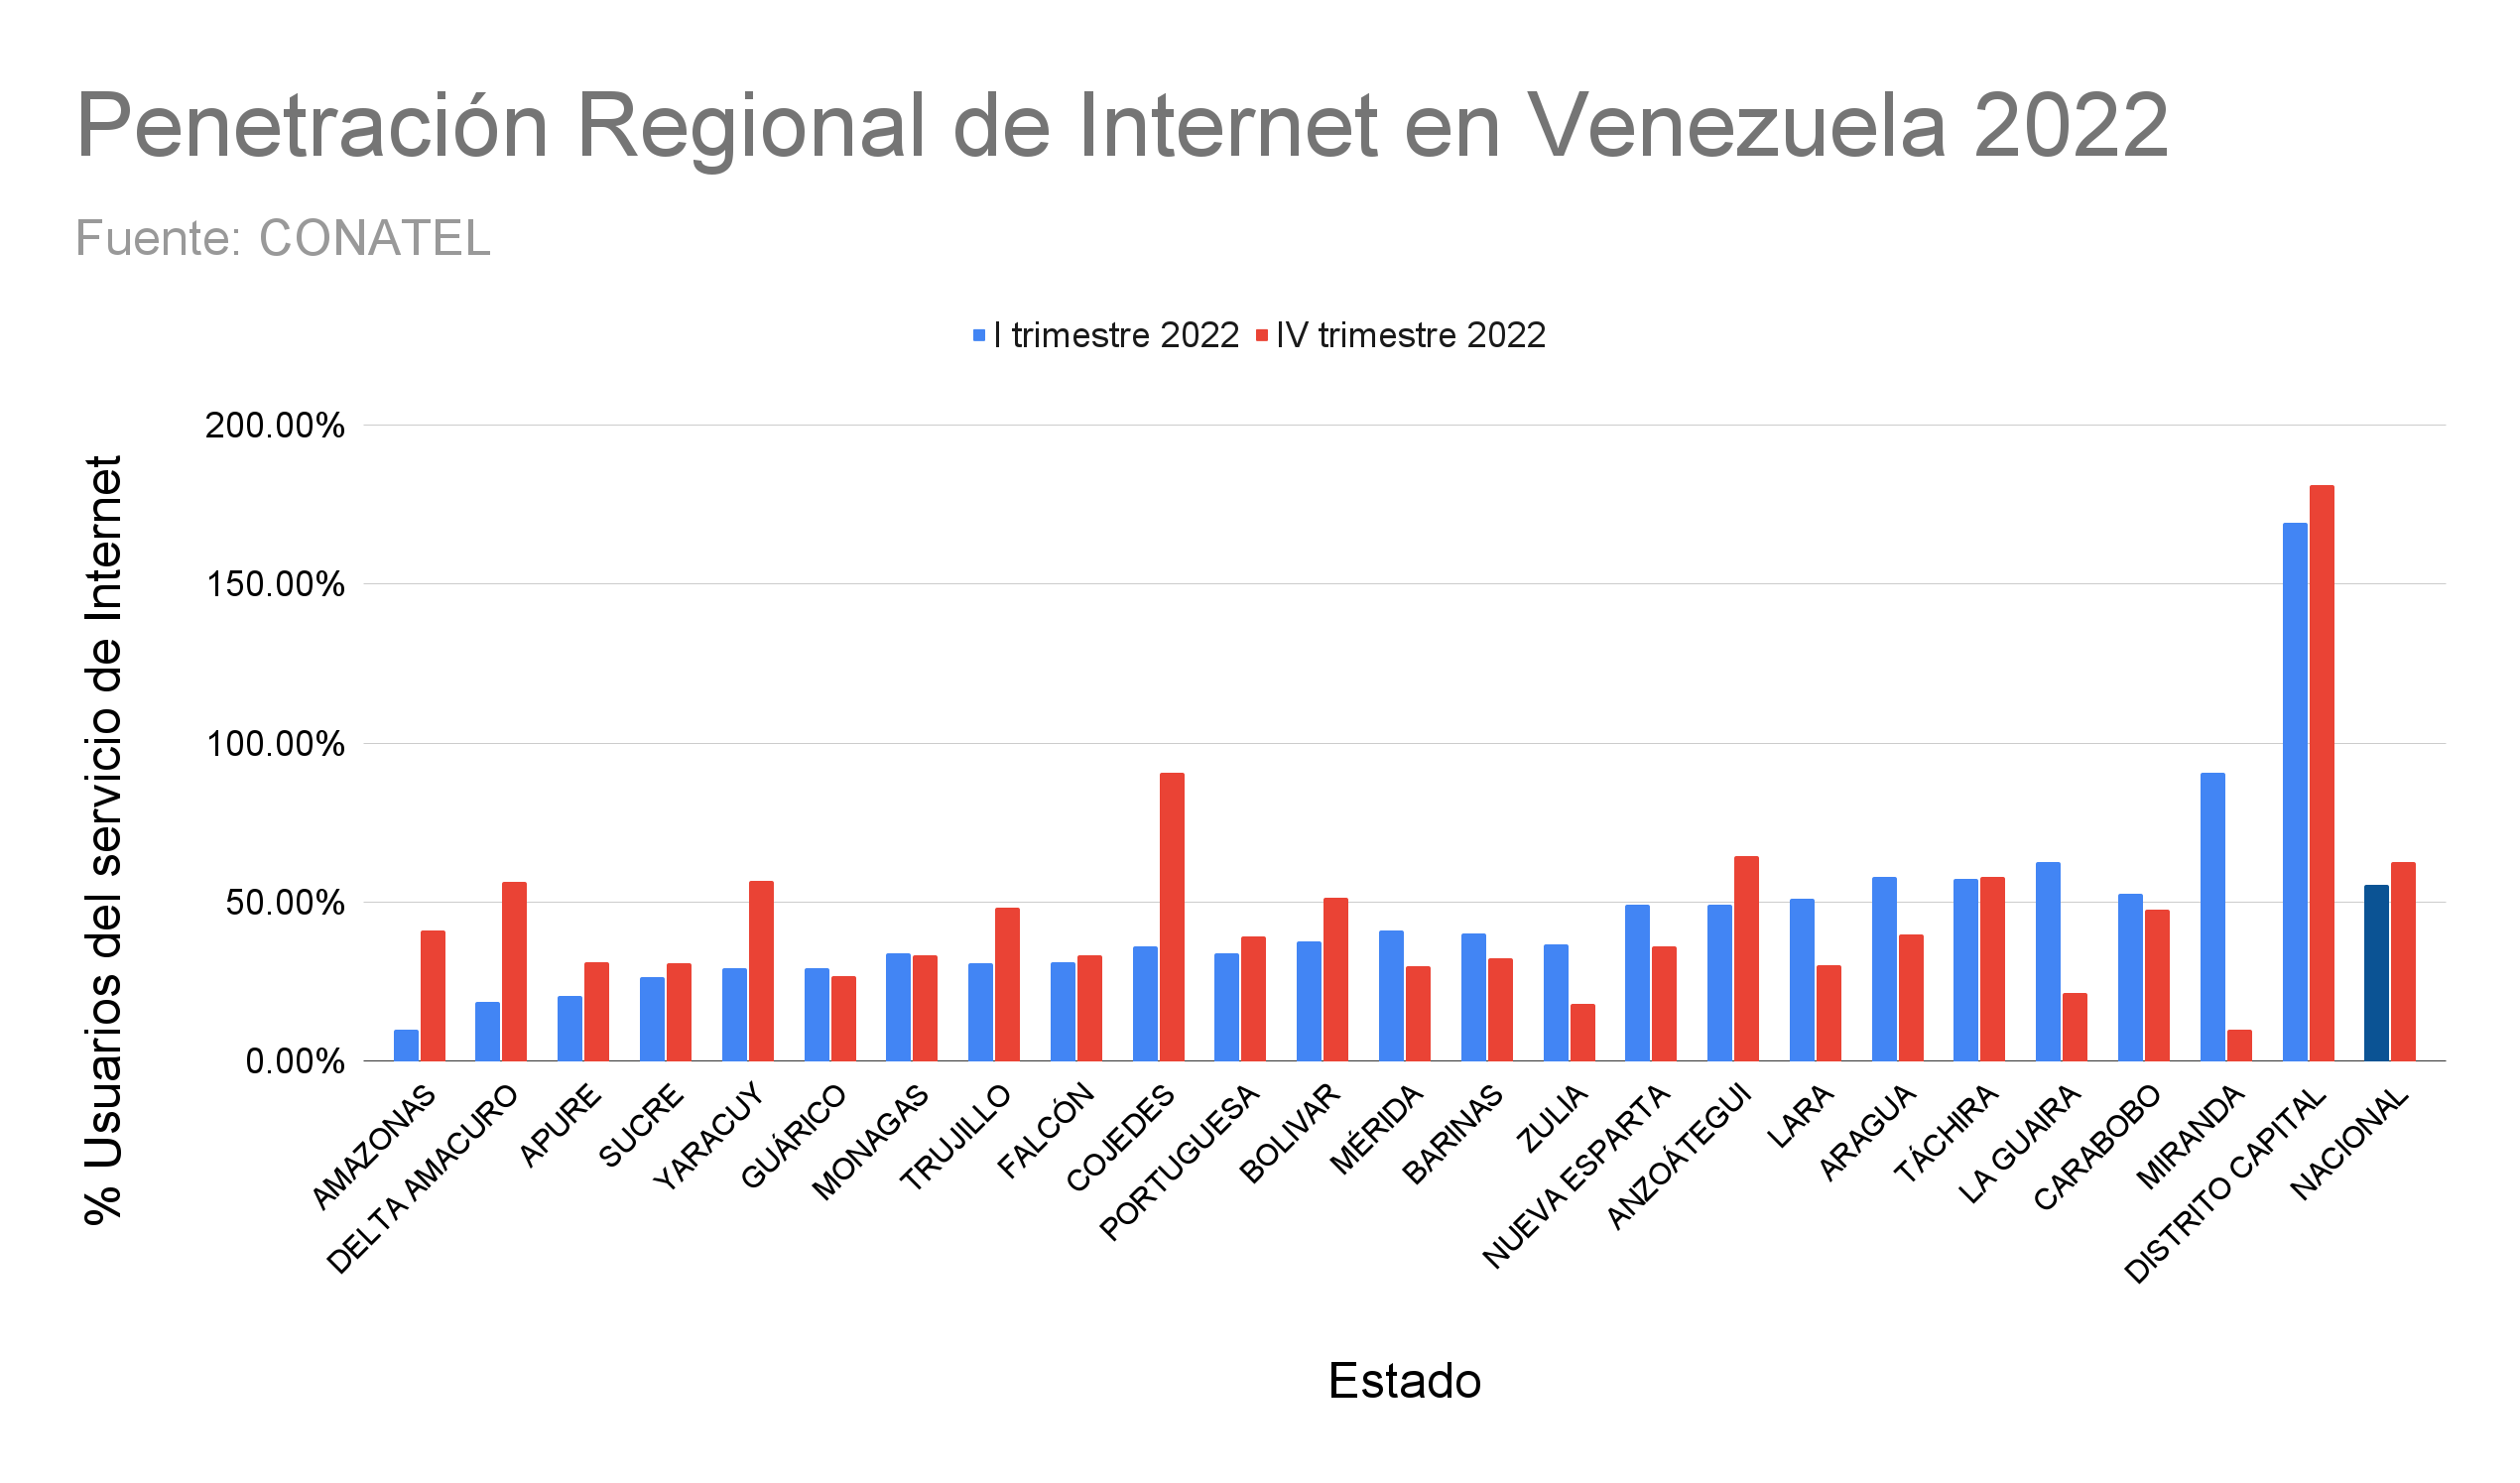 Penetración Regional de Internet en Venezuela 2022
Fuente: CONATEL
I trimestre 2022
IV trimestre 2022
% Usuarios del servicio de Internet
200.00%
150.00%
100.00%
50.00%
0.00%
AMAZONAS
DELTA AMACURO
APURE
SUCRE
YARACUY
GUÁRICO
MONAGAS
TRUJILLO
FALCÓN
COJEDES
PORTUGUESA
BOLIVAR
MÉRIDA
BARINAS
ZULIA
NUEVA ESPARTA
ANZOÁTEGUI
LARA
ARAGUA
TÁCHIRA
LA GUAIRA
CARABOBO
MIRANDA
DISTRITO CAPITAL
NACIONAL
Estado